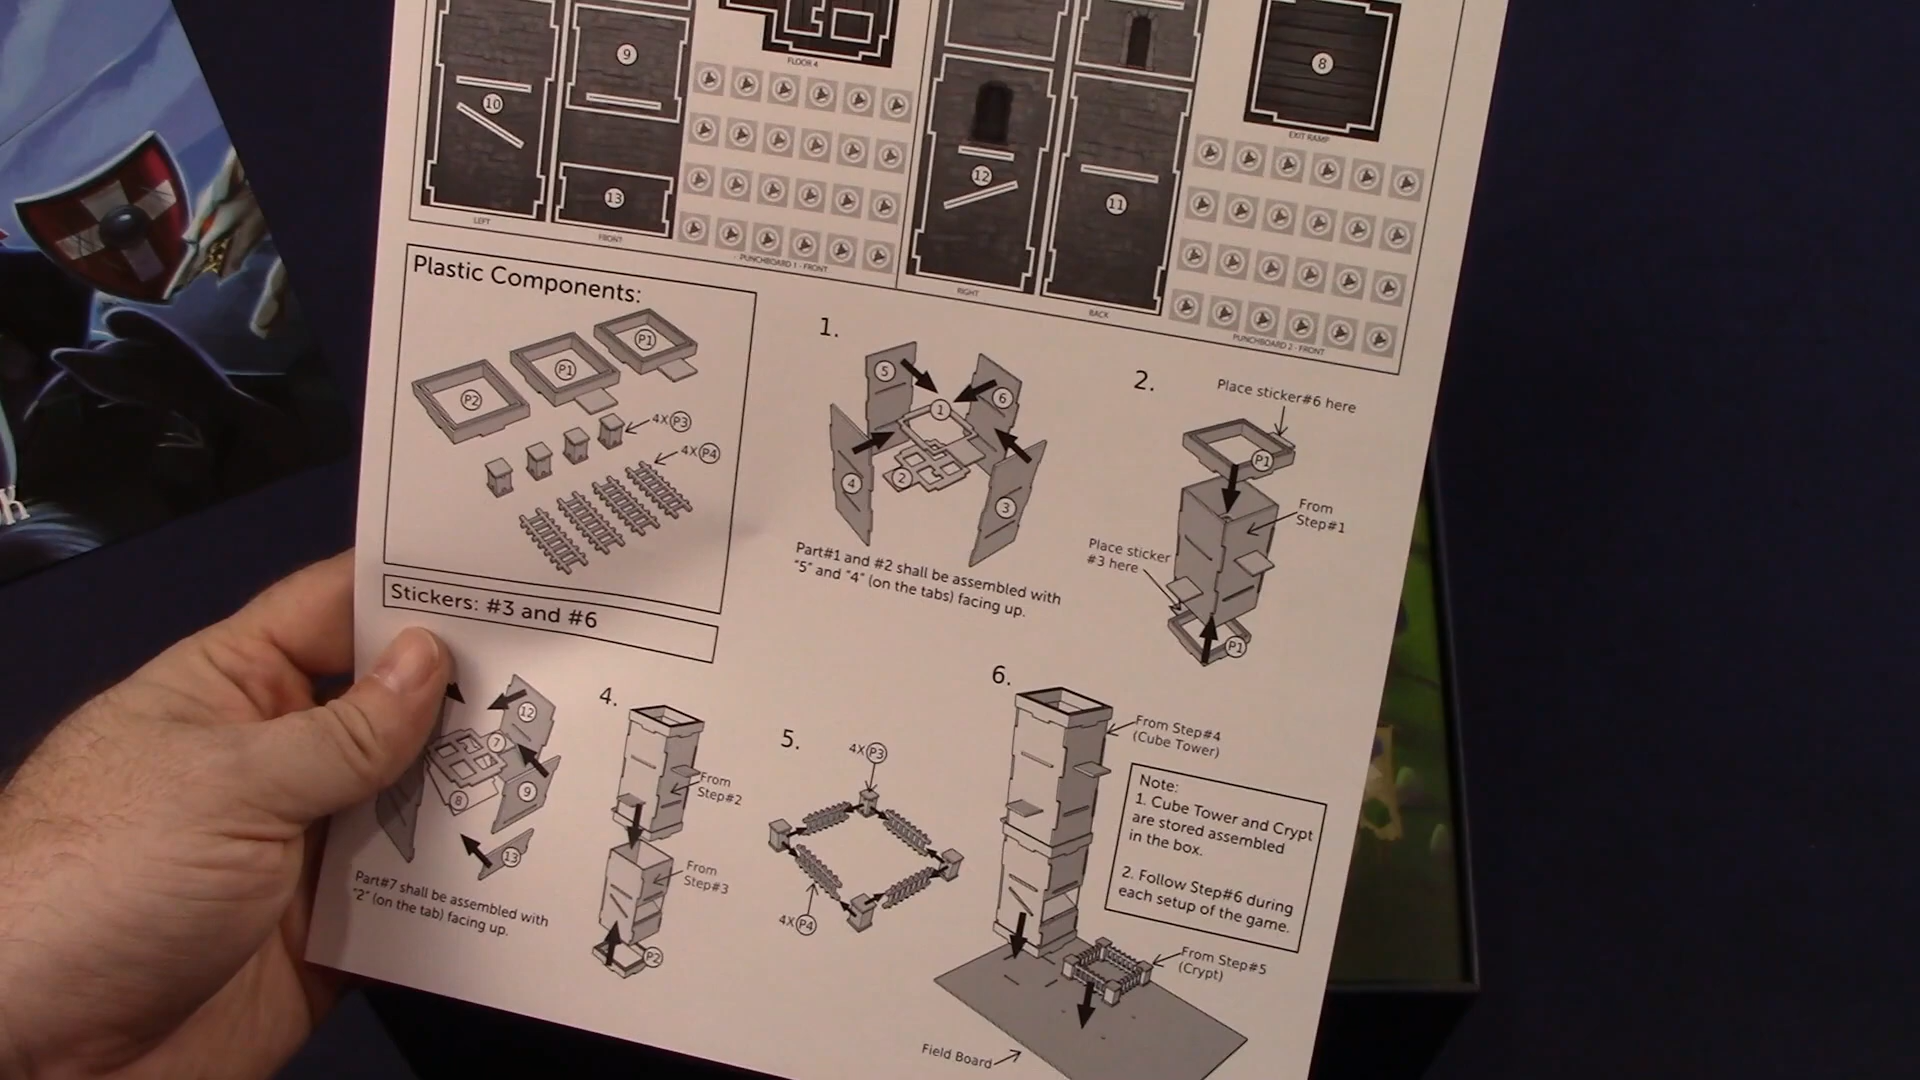 FLOOR 4
9
10
13
LEFT
FRONT
PUNCHBOARD 1 - FRONT
8
EXIT RAMP
12
11
RIGHT
BACK
PUNCHBOARD 2 - FRONT
Plastic Components:
P1
P1
P2
4X P3
4X P4
Stickers: #3 and #6
1.
5
6
1
4
2
3
Part#1 and #2 shall be assembled with
"5" and "4" (on the tabs) facing up.
2.
Place sticker#6 here
P1
From
Step#1
Place sticker
#3 here
P1
12
7
9
8
13
Part#7 shall be assembled with
"2" (on the tab) facing up.
4.
From
Step#2
From
Step#3
P2
5.
4X P3
4X P4
6.
From Step#4
(Cube Tower)
Note:
1. Cube Tower and Crypt
are stored assembled
in the box.
2. Follow Step#6 during
each setup of the game.
From Step#5
(Crypt)
Field Board